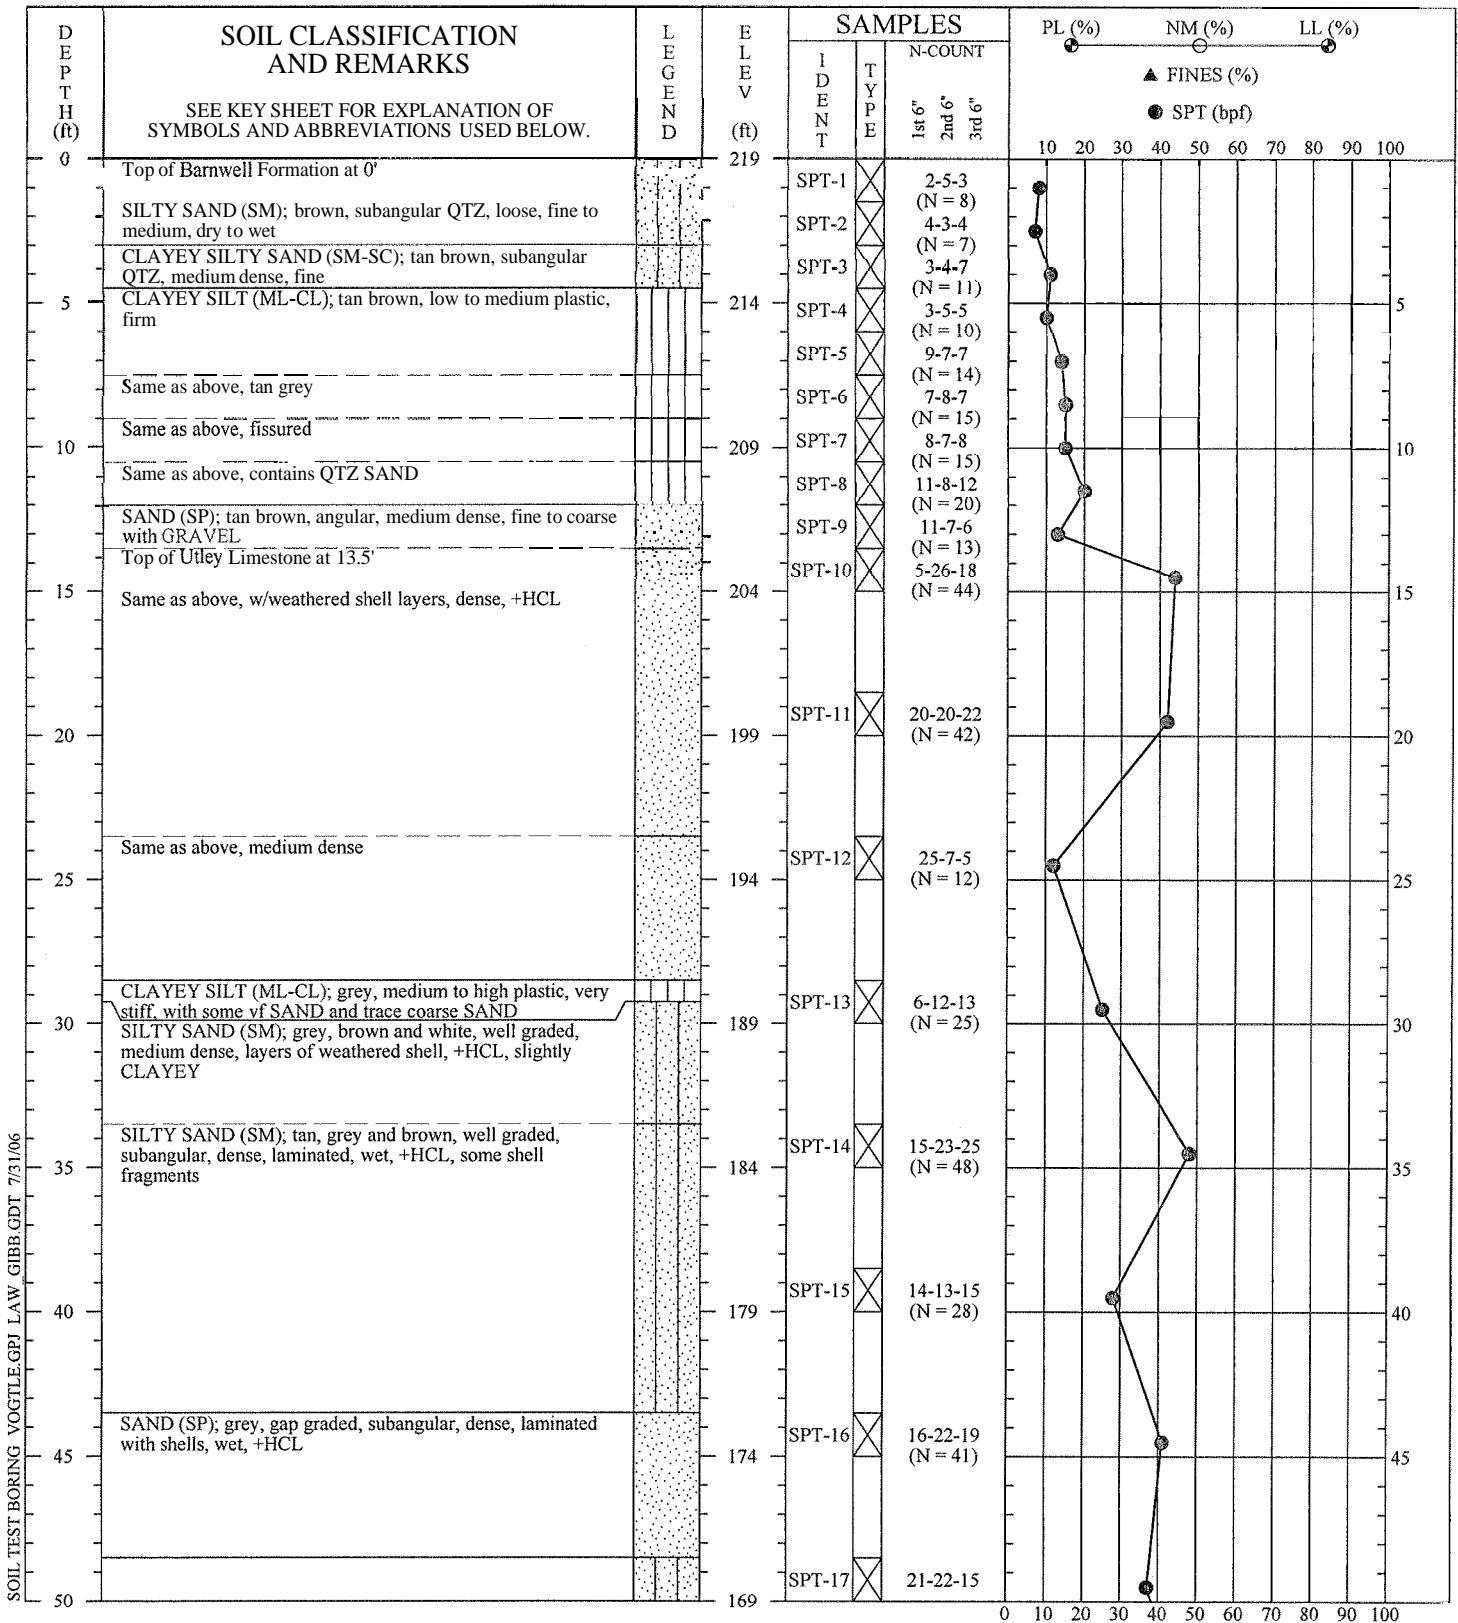 DEPTH (ft)
SOIL CLASSIFICATION
AND REMARKS
SEE KEY SHEET FOR EXPLANATION OF
SYMBOLS AND ABBREVIATIONS USED BELOW.
LEGEND
ELEV (ft)
SAMPLES
IDENT
TYPE
N-COUNT
1st 6"
2nd 6"
3rd 6"
PL (%) NM (%) LL (%)
▲ FINES (%)
● SPT (bpf)
10 20 30 40 50 60 70 80 90 100
0
Top of Barnwell Formation at 0'
219
SPT-1 2-5-3
(N = 8)
SILTY SAND (SM); brown, subangular QTZ, loose, fine to
medium, dry to wet
SPT-2 4-3-4
(N = 7)
CLAYEY SILTY SAND (SM-SC); tan brown, subangular
QTZ, medium dense, fine
SPT-3 3-4-7
(N = 11)
5
CLAYEY SILT (ML-CL); tan brown, low to medium plastic,
firm
214
SPT-4 3-5-5
(N = 10)
5
SPT-5 9-7-7
(N = 14)
Same as above, tan grey
SPT-6 7-8-7
(N = 15)
Same as above, fissured
10
209
SPT-7 8-7-8
(N = 15)
10
Same as above, contains QTZ SAND
SPT-8 11-8-12
(N = 20)
SAND (SP); tan brown, angular, medium dense, fine to coarse
with GRAVEL
SPT-9 11-7-6
(N = 13)
Top of Utley Limestone at 13.5'
SPT-10 5-26-18
(N = 44)
15
Same as above, w/weathered shell layers, dense, +HCL
204
15
SPT-11 20-20-22
(N = 42)
20
199
20
Same as above, medium dense
SPT-12 25-7-5
(N = 12)
25
194
25
CLAYEY SILT (ML-CL); grey, medium to high plastic, very
stiff, with some vf SAND and trace coarse SAND
SPT-13 6-12-13
(N = 25)
30
189
30
SILTY SAND (SM); grey, brown and white, well graded,
medium dense, layers of weathered shell, +HCL, slightly
CLAYEY
SILTY SAND (SM); tan, grey and brown, well graded,
subangular, dense, laminated, wet, +HCL, some shell
fragments
SPT-14 15-23-25
(N = 48)
35
184
35
SPT-15 14-13-15
(N = 28)
40
179
40
SAND (SP); grey, gap graded, subangular, dense, laminated
with shells, wet, +HCL
SPT-16 16-22-19
(N = 41)
45
174
45
SPT-17 21-22-15
50
169
0 10 20 30 40 50 60 70 80 90 100
SOIL TEST BORING VOGTLE.GPJ LAW_GIBB.GDT 7/31/06